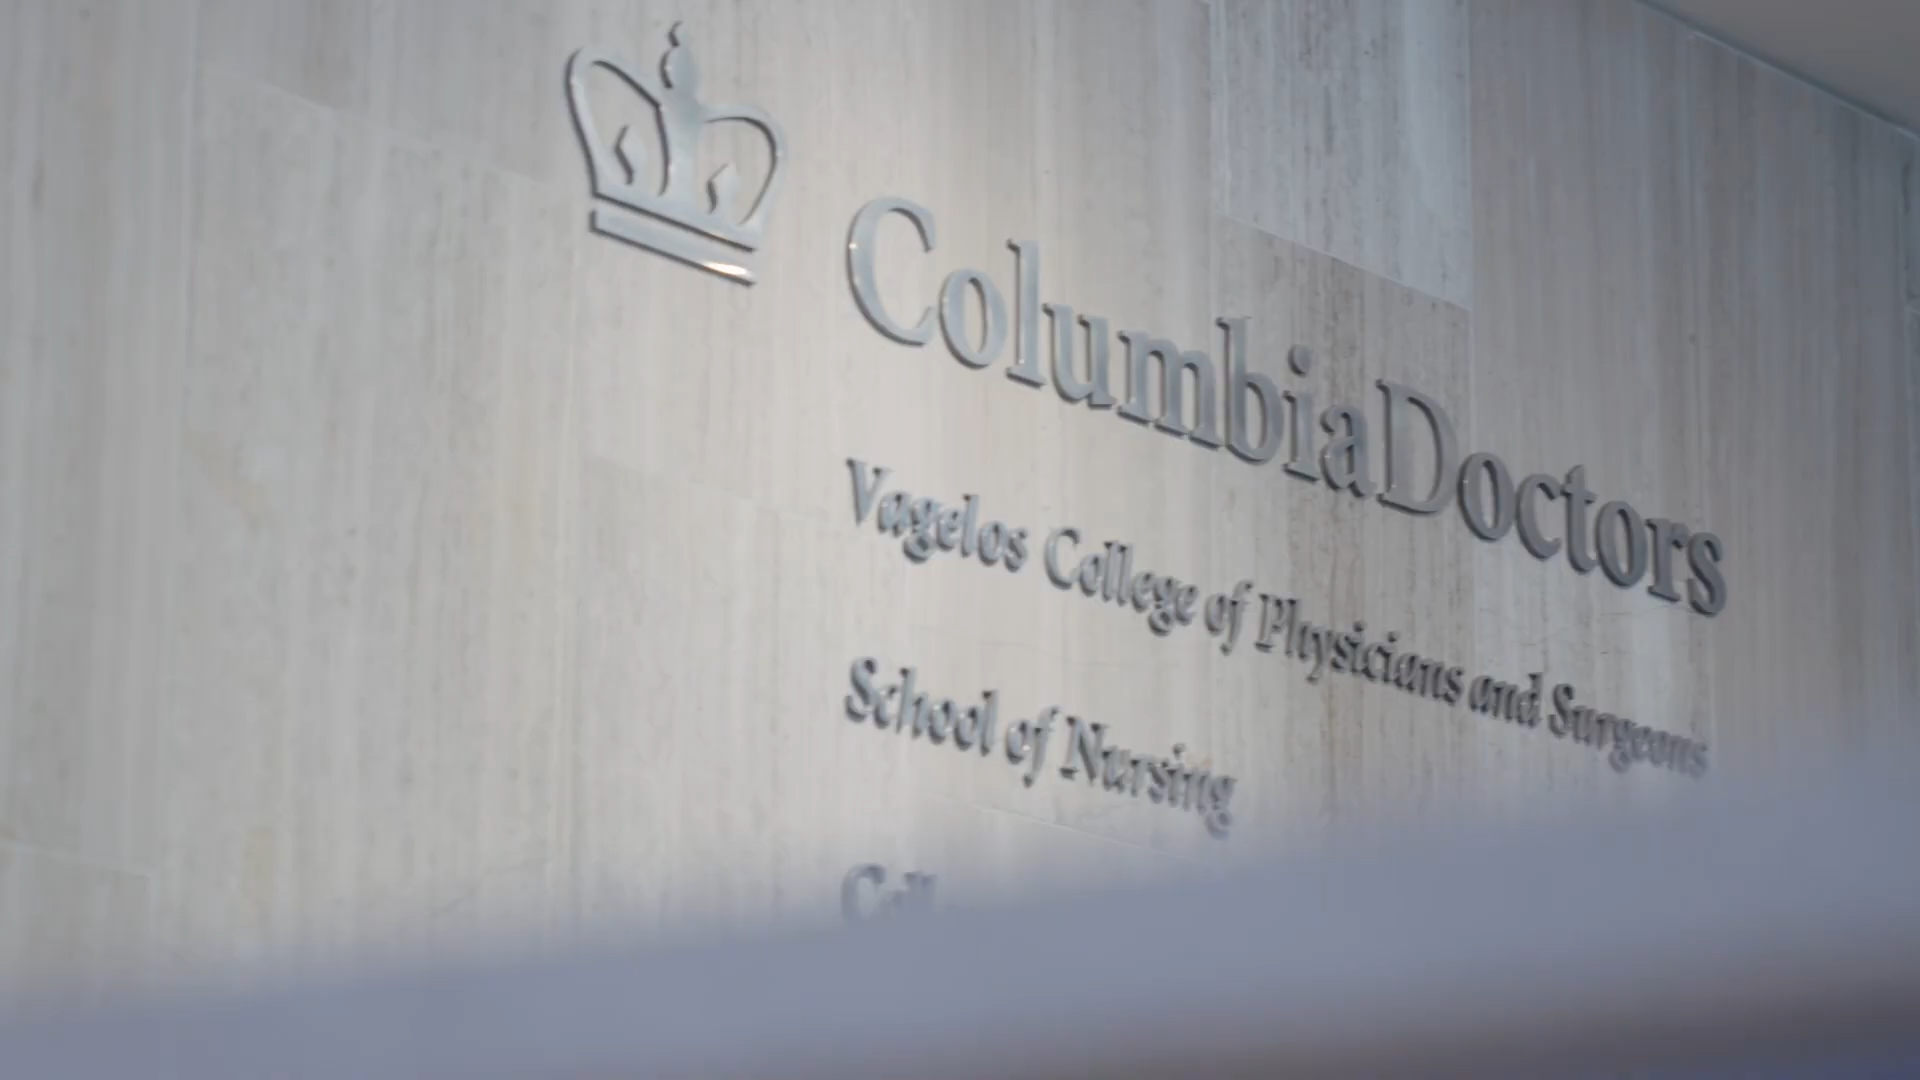 ColumbiaDoctors
Vagelos College of Physicians and Surgeons
School of Nursing